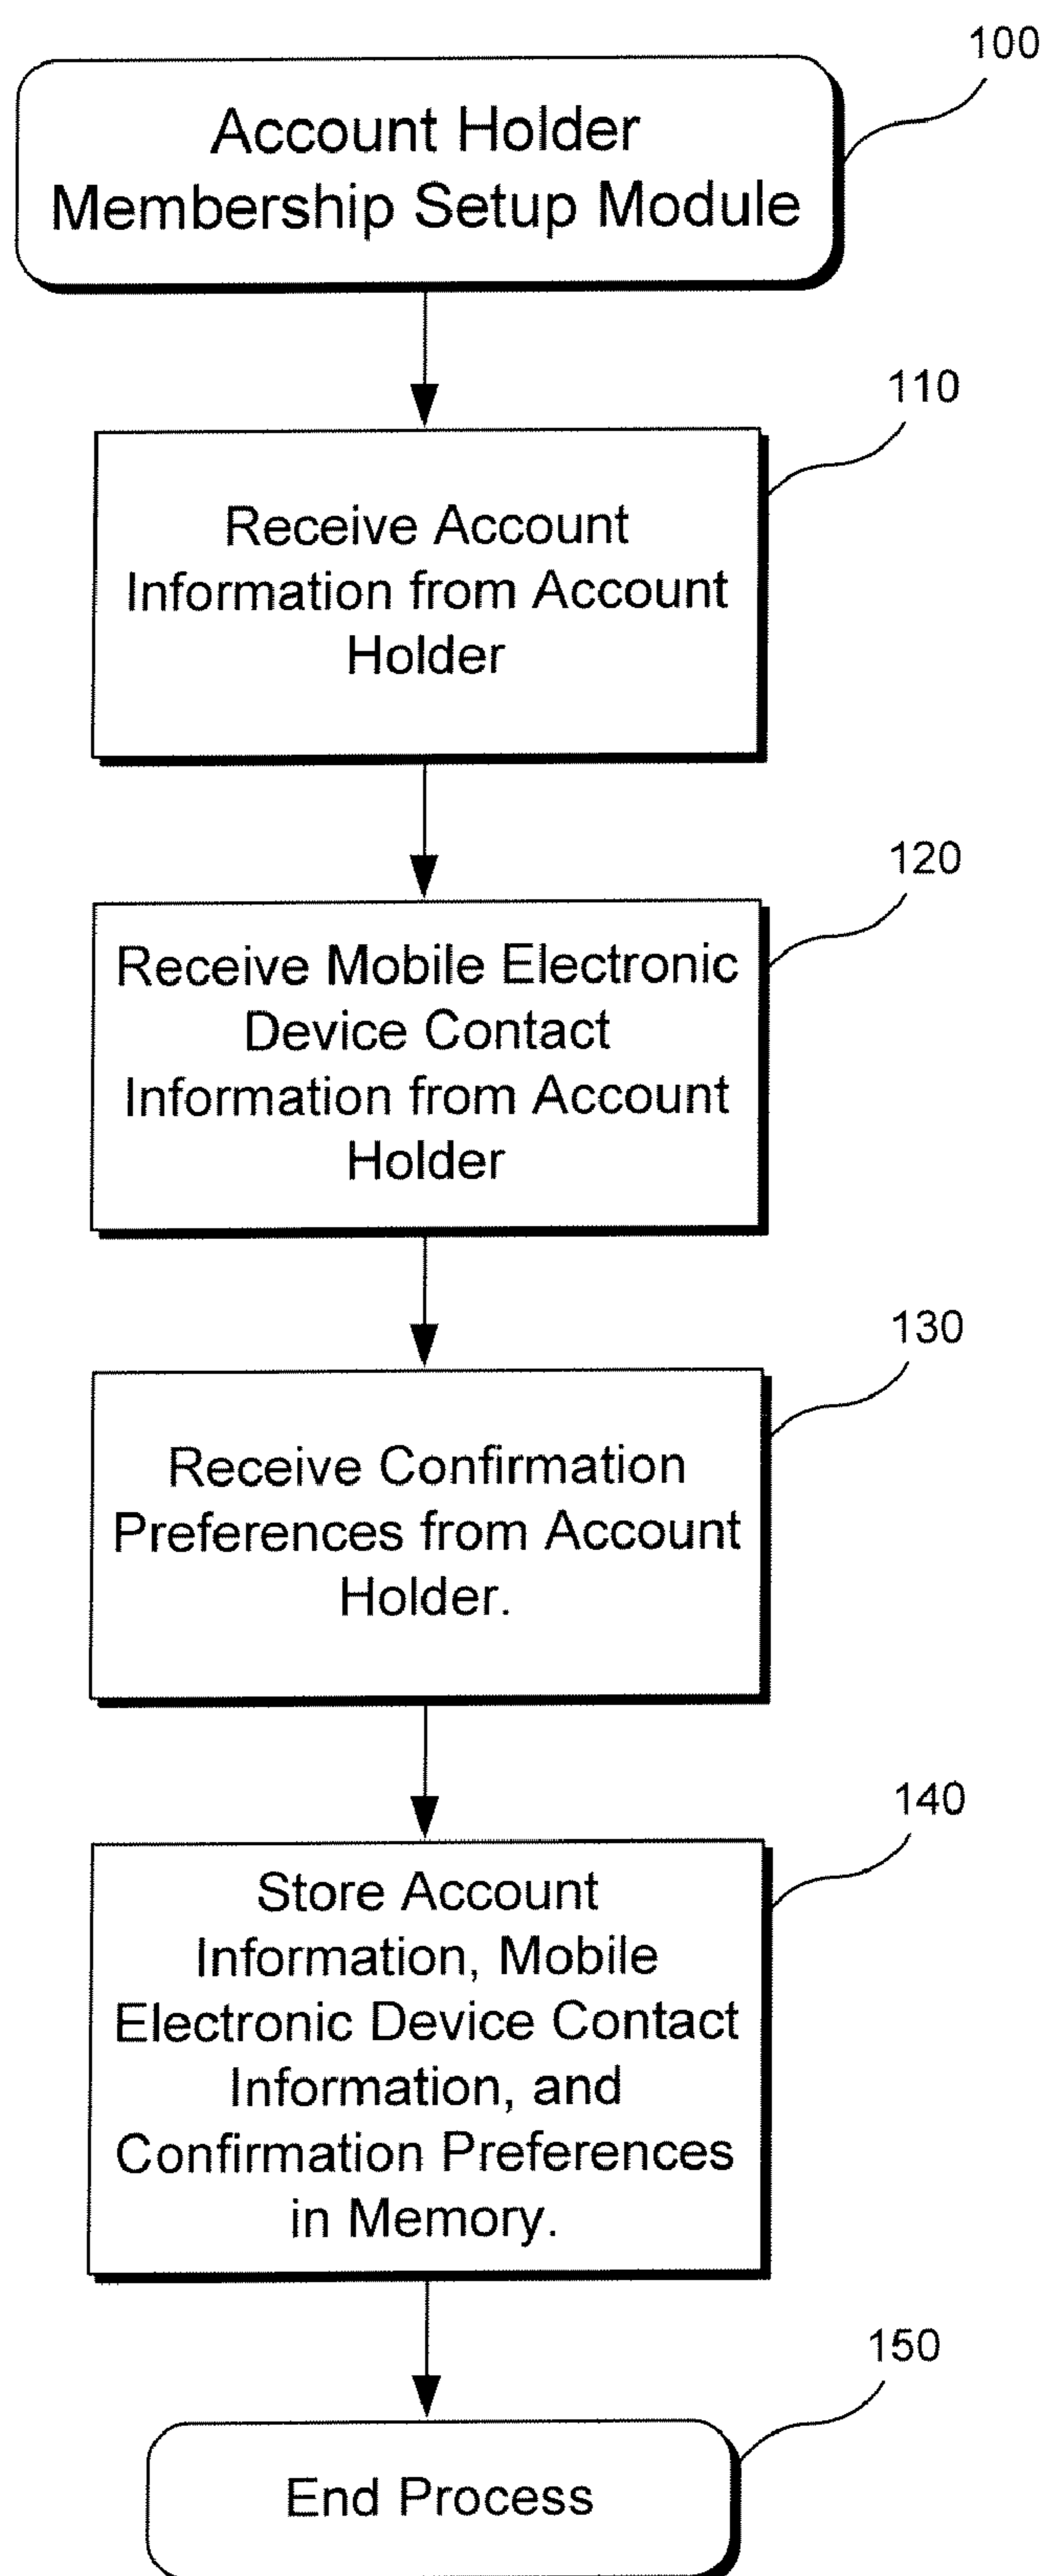 100
Account Holder
Membership Setup Module
110
Receive Account
Information from Account
Holder
120
Receive Mobile Electronic
Device Contact
Information from Account
Holder
130
Receive Confirmation
Preferences from Account
Holder.
140
Store Account
Information, Mobile
Electronic Device Contact
Information, and
Confirmation Preferences
in Memory.
150
End Process